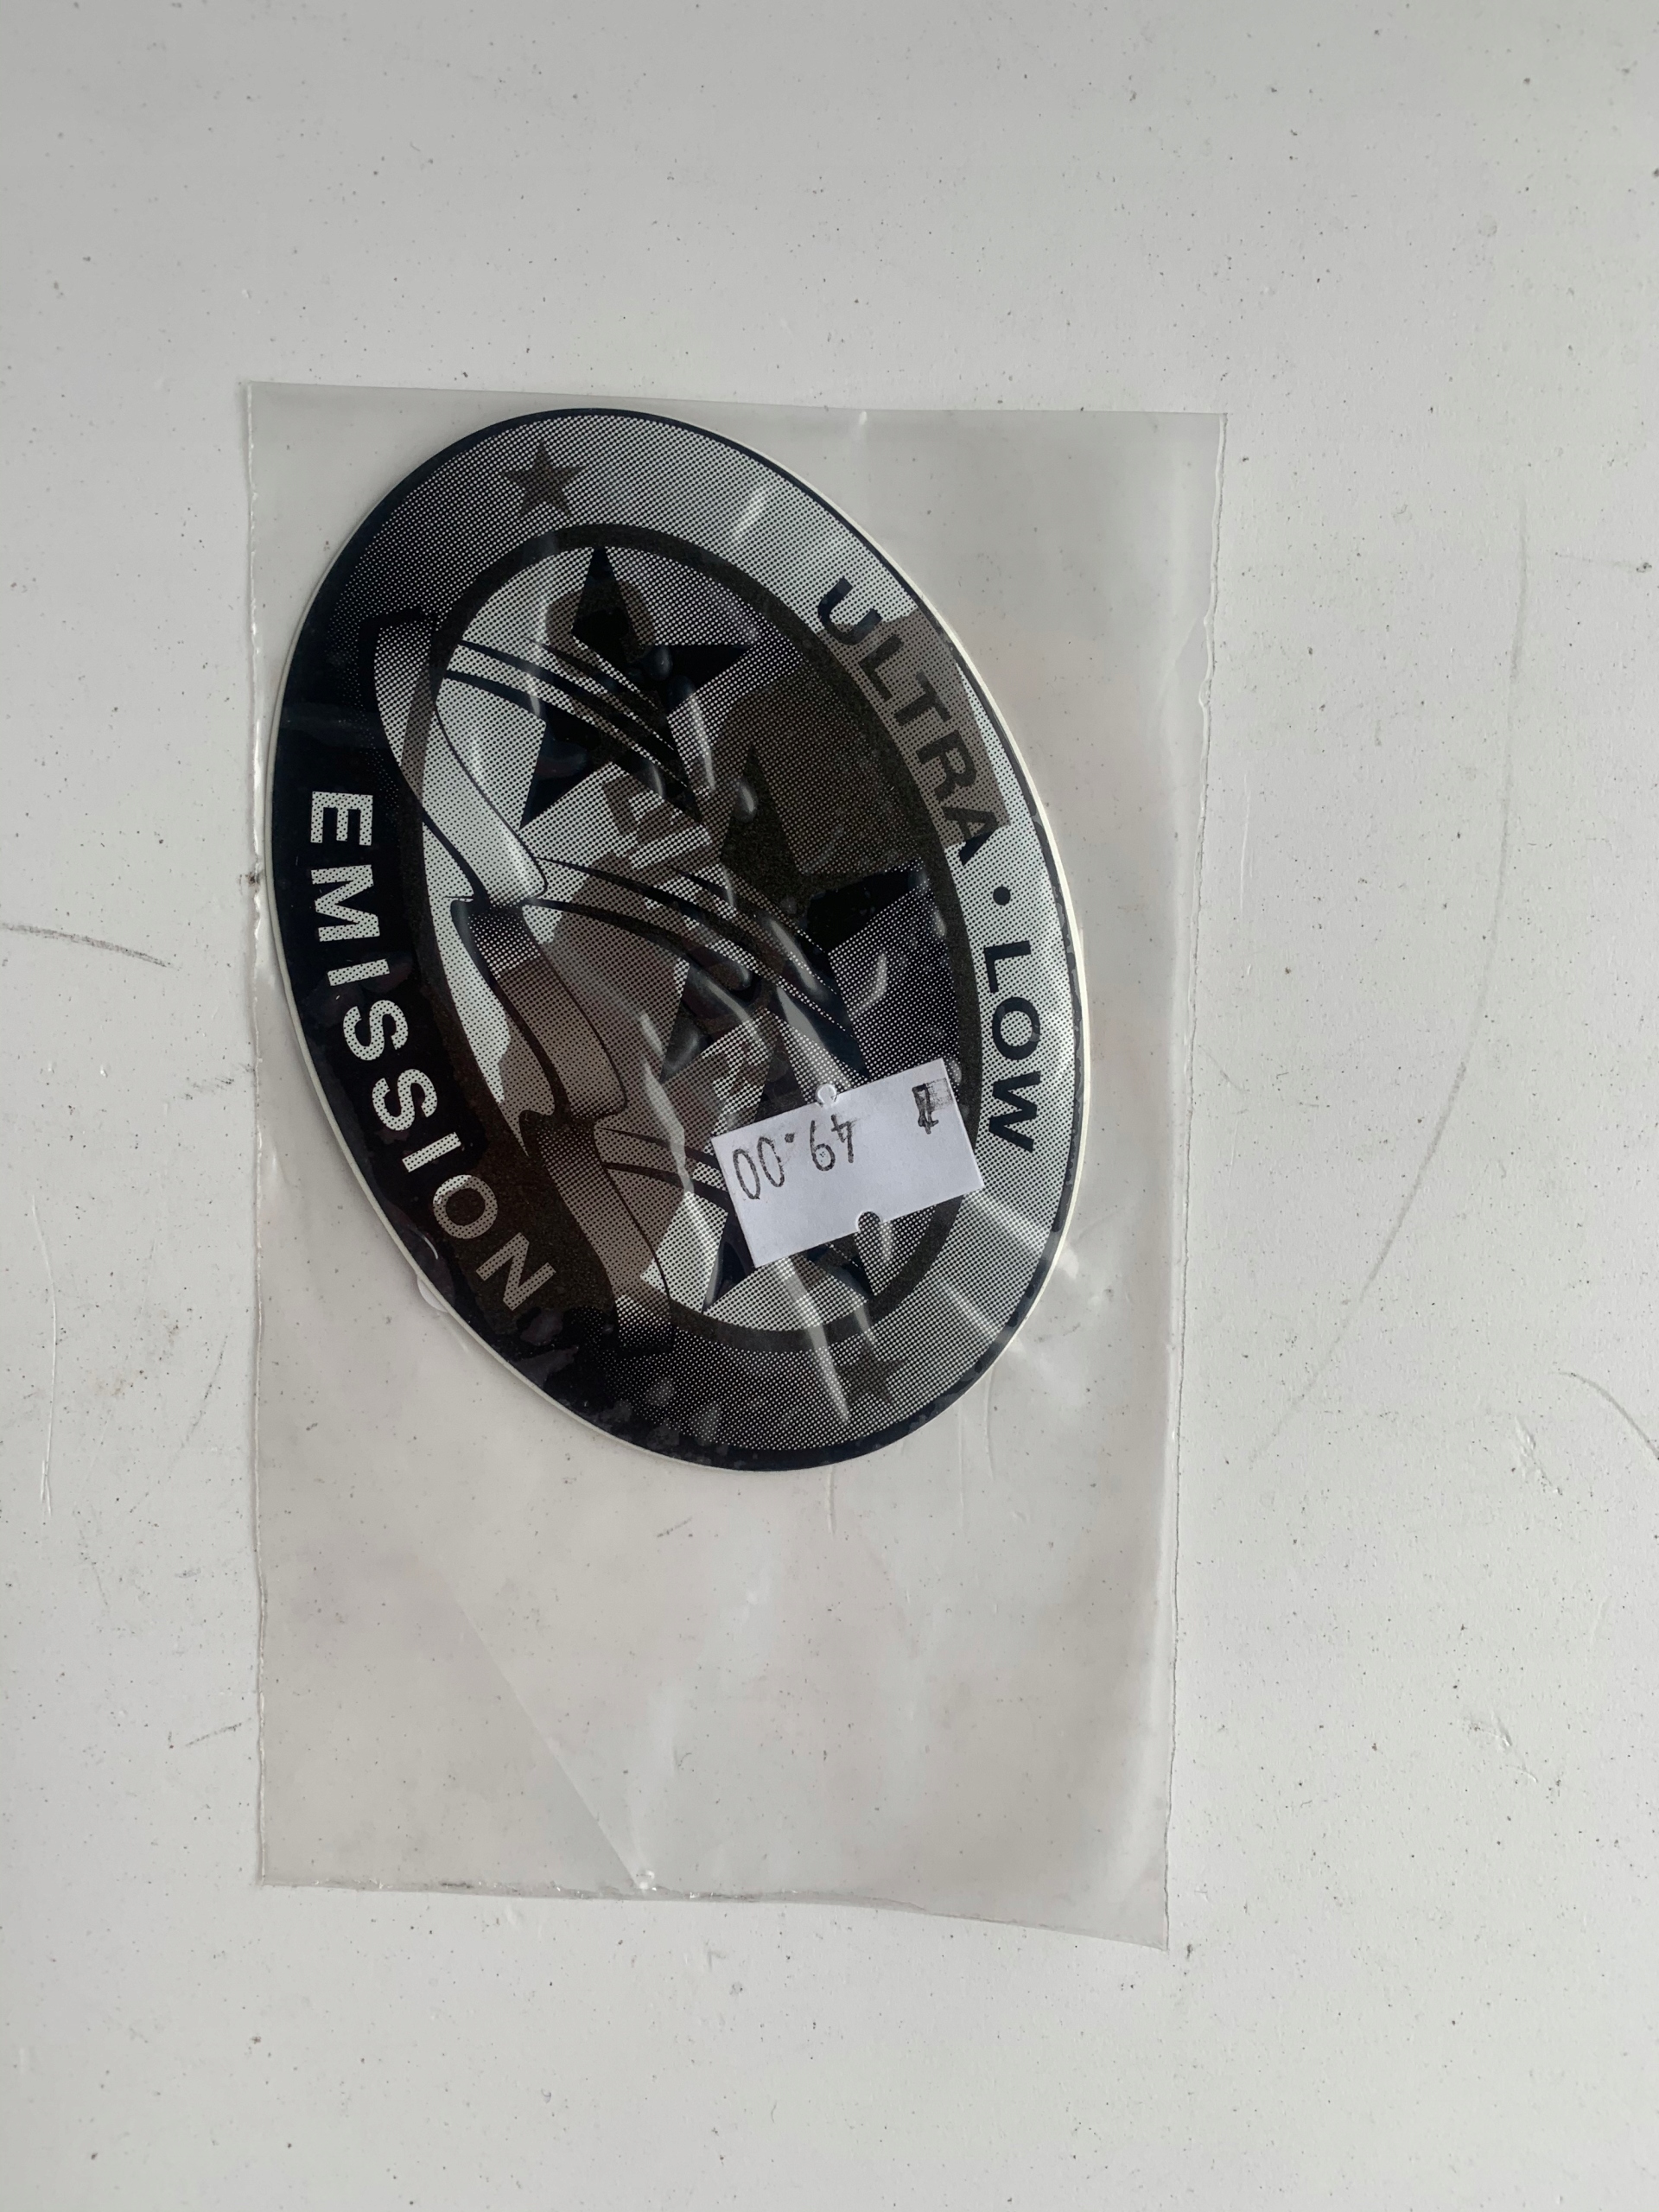 ULTRA • LOW
EMISSION
49.00